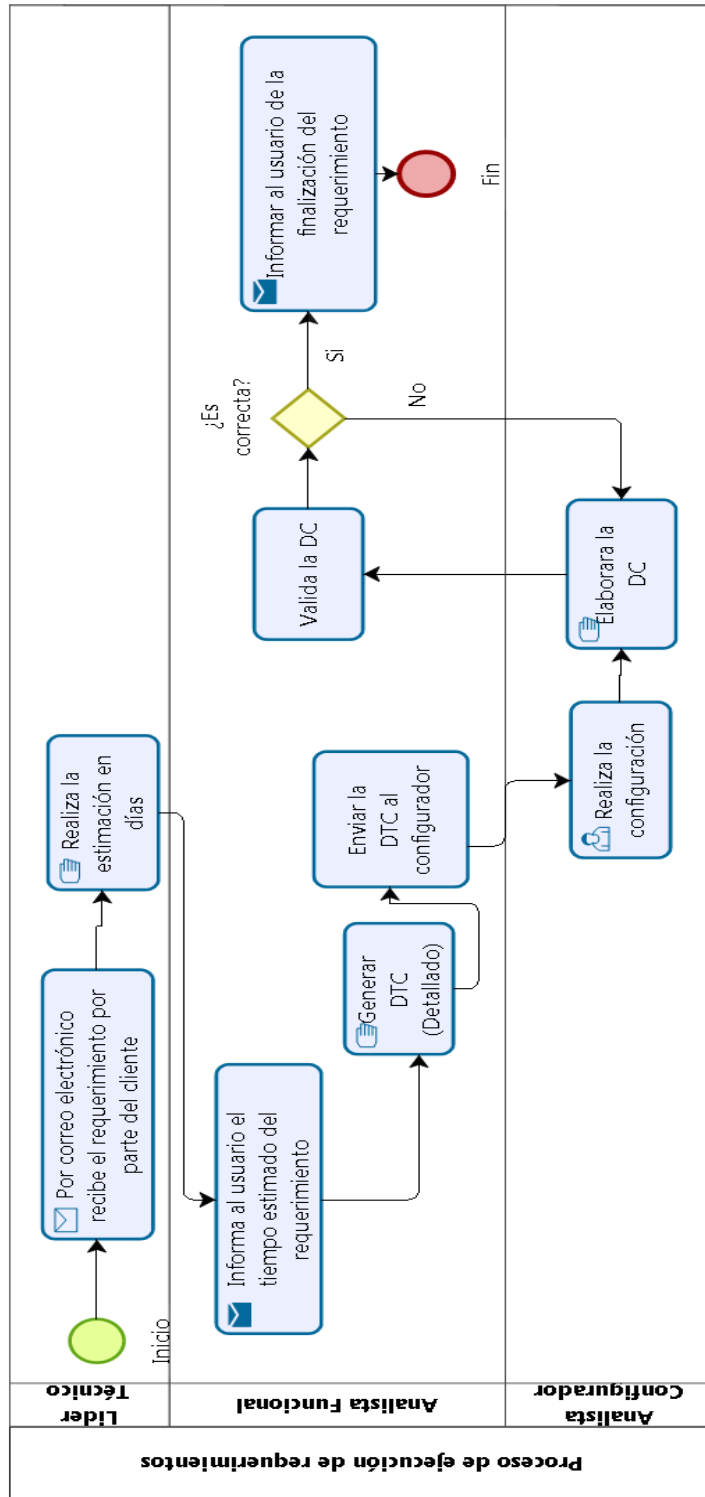 Proceso de ejecución de requerimientos
Lider
Técnico
Inicio
Por correo electrónico
recibe el requerimiento por
parte del cliente
Realiza la
estimación en
días
Analista Funcional
Informa al usuario el
tiempo estimado del
requerimiento
Generar
DTC
(Detallado)
Enviar la
DTC al
configurador
Valida la DC
¿Es
correcta?
Si
No
Informar al usuario de la
finalización del
requerimiento
Fin
Analista
Configurador
Realiza la
configuración
Elaborara la
DC